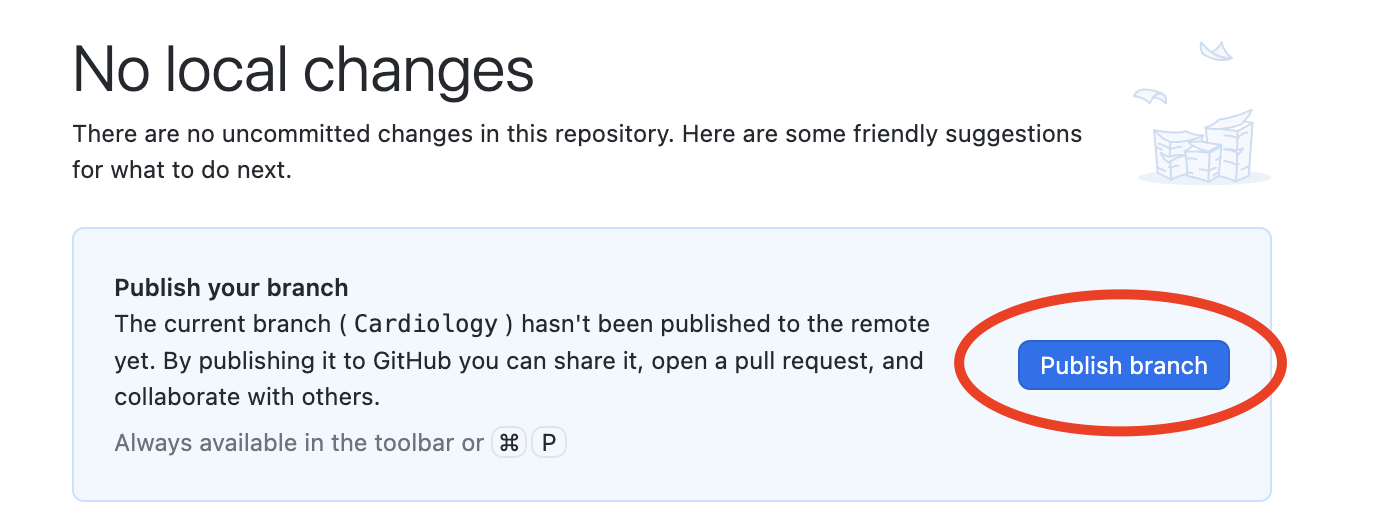 No local changes
There are no uncommitted changes in this repository. Here are some friendly suggestions
for what to do next.
Publish your branch
The current branch ( Cardiology ) hasn't been published to the remote
yet. By publishing it to GitHub you can share it, open a pull request, and
collaborate with others.
Always available in the toolbar or ⌘ P
Publish branch